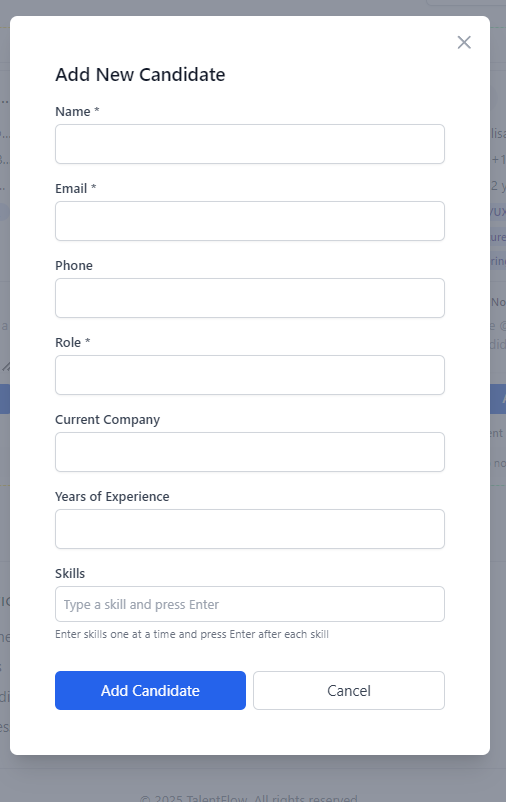 Add New Candidate
Name *
Email *
Phone
Role *
Current Company
Years of Experience
Skills
Type a skill and press Enter
Enter skills one at a time and press Enter after each skill
Add Candidate
Cancel
© 2025 TalentFlow. All rights reserved.